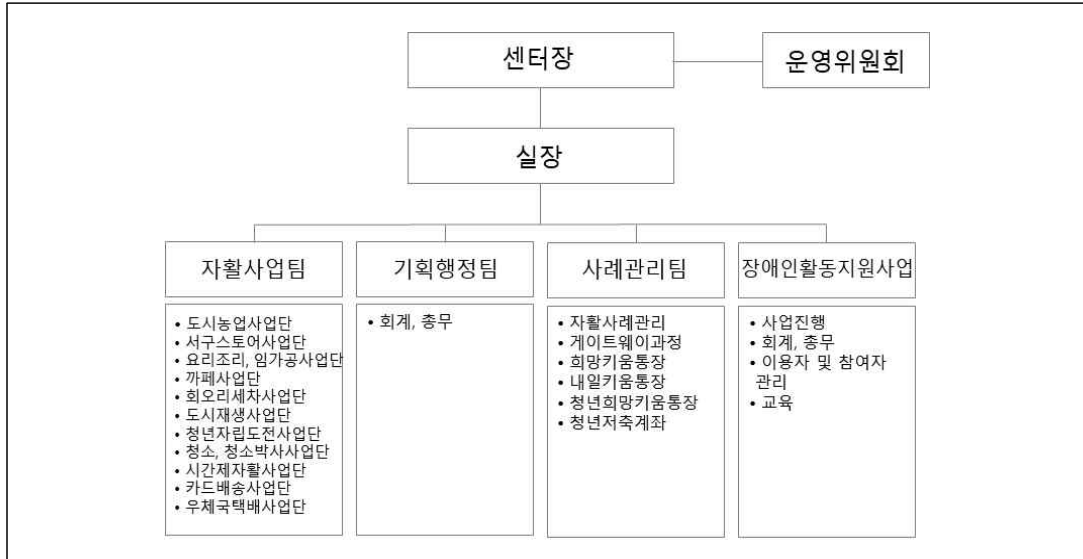 센터장
운영위원회
실장
자활사업팀
• 도시농업사업단
• 서구스토어사업단
• 요리조리, 임가공사업단
• 까페사업단
• 회오리세차사업단
• 도시재생사업단
• 청년자립도전사업단
• 청소, 청소박사사업단
• 시간제자활사업단
• 카드배송사업단
• 우체국택배사업단
기획행정팀
• 회계, 총무
사례관리팀
• 자활사례관리
• 게이트웨이과정
• 희망키움통장
• 내일키움통장
• 청년희망키움통장
• 청년저축계좌
장애인활동지원사업
• 사업진행
• 회계, 총무
• 이용자 및 참여자
관리
• 교육